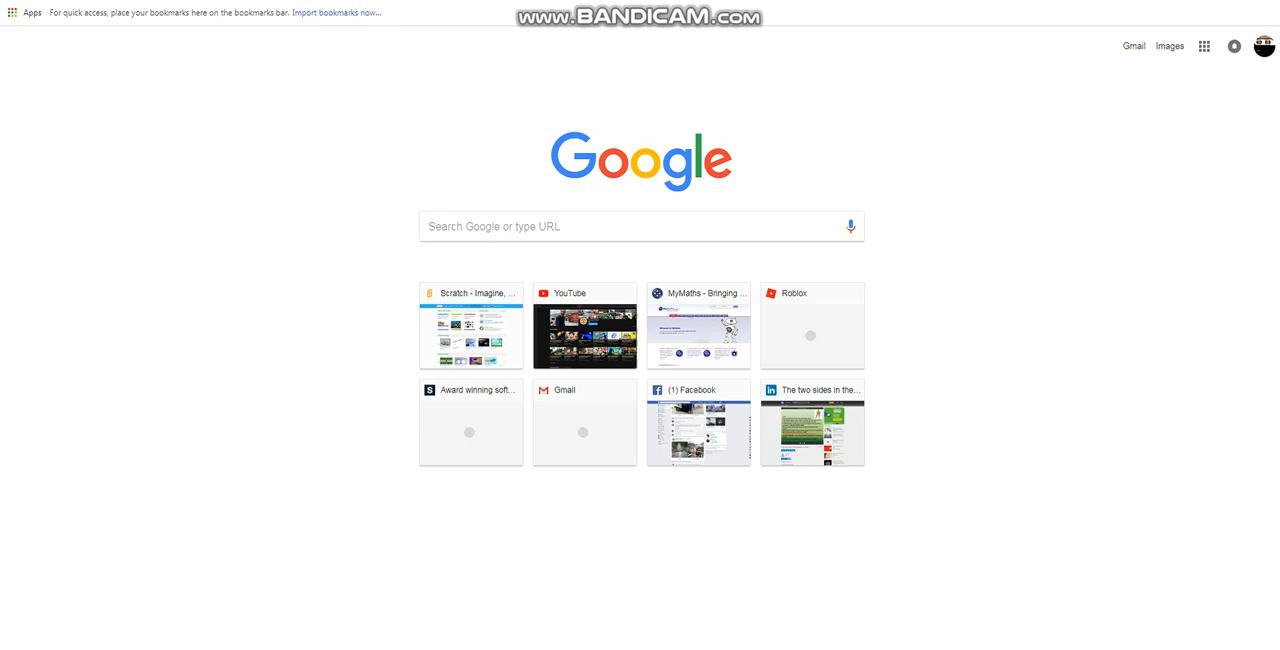 www.BANDICAM.com
Apps For quick access, place your bookmarks here on the bookmarks bar. Import bookmarks now...
Gmail Images
Google
Search Google or type URL
Scratch - Imagine, ... YouTube MyMaths - Bringing ... Roblox
Award winning soft... Gmail (1) Facebook The two sides in the...